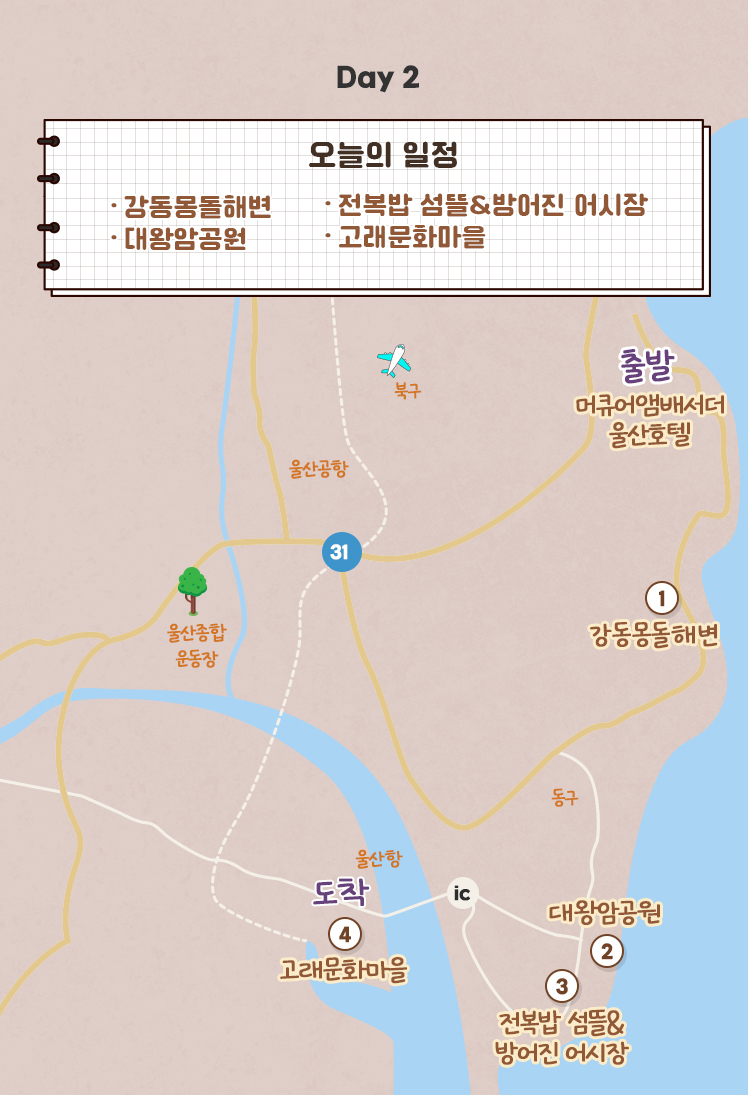 Day 2
오늘의 일정
· 강동몽돌해변
· 전복밥 섬뜰&방어진 어시장
· 대왕암공원
· 고래문화마을
북구
출발
머큐어앰배서더
울산호텔
울산공항
31
1
강동몽돌해변
울산종합
운동장
동구
울산항
도착
ic
대왕암공원
4
2
고래문화마을
3
전복밥 섬뜰&
방어진 어시장